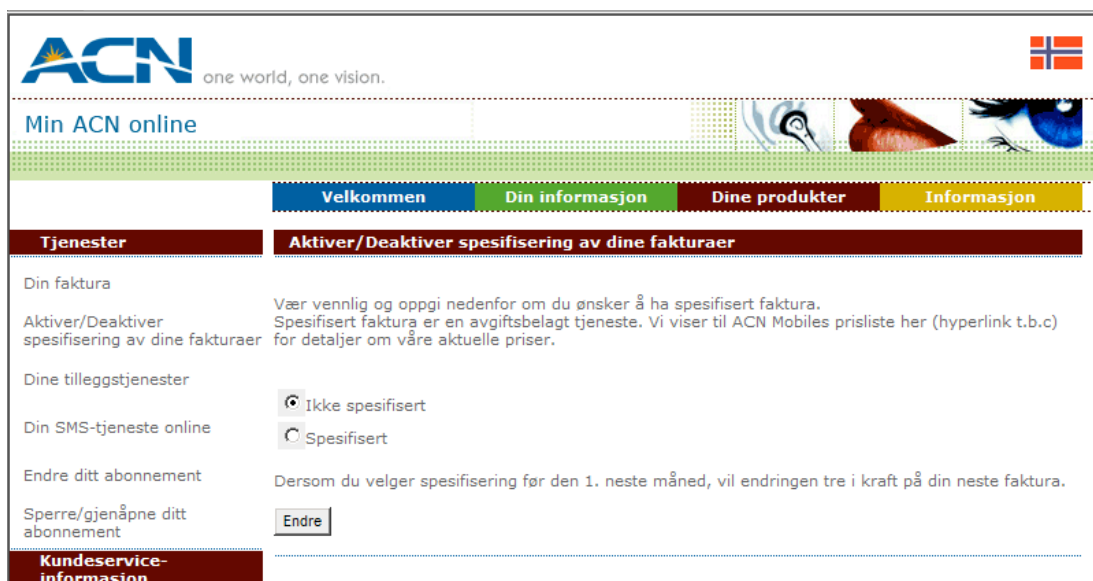 ACN one world, one vision.
Min ACN online
Velkommen Din informasjon Dine produkter Informasjon
Tjenester
Din faktura
Aktiver/Deaktiver
spesifisering av dine fakturaer
Dine tilleggstjenester
Din SMS-tjeneste online
Endre ditt abonnement
Sperre/gjenåpne ditt
abonnement
Kundeservice-
informasjon
Aktiver/Deaktiver spesifisering av dine fakturaer
Vær vennlig og oppgi nedenfor om du ønsker å ha spesifisert faktura.
Spesifisert faktura er en avgiftsbelagt tjeneste. Vi viser til ACN Mobiles prisliste her (hyperlink t.b.c)
for detaljer om våre aktuelle priser.
Ikke spesifisert
Spesifisert
Dersom du velger spesifisering før den 1. neste måned, vil endringen tre i kraft på din neste faktura.
Endre